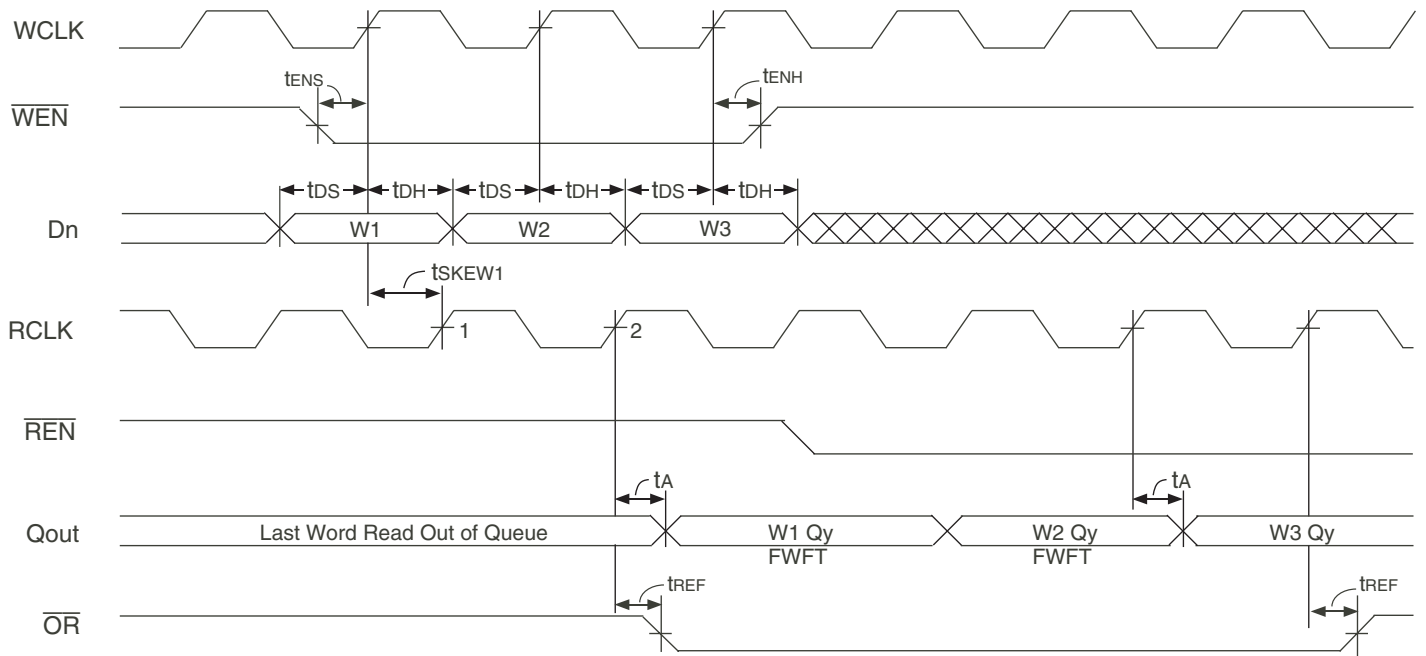 WCLK
tENS
tENH
WEN
tDS tDH tDS tDH tDS tDH
Dn W1 W2 W3
tSKEW1
RCLK 1 2
REN
tA tA
Qout Last Word Read Out of Queue W1 Qy W2 Qy W3 Qy
FWFT FWFT
tREF tREF
OR